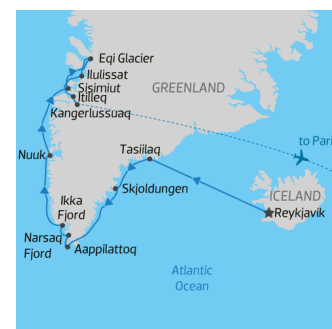 Eqi Glacier
Ilulissat
Sisimiut
Itilleq
Kangerlussuaq
GREENLAND
to Pari
Nuuk
Tasiilaq
Skjoldungen
Ikka
Fjord
Narsaq
Fjord
Aappilattoq
ICELAND
Reykjavik
Atlantic
Ocean